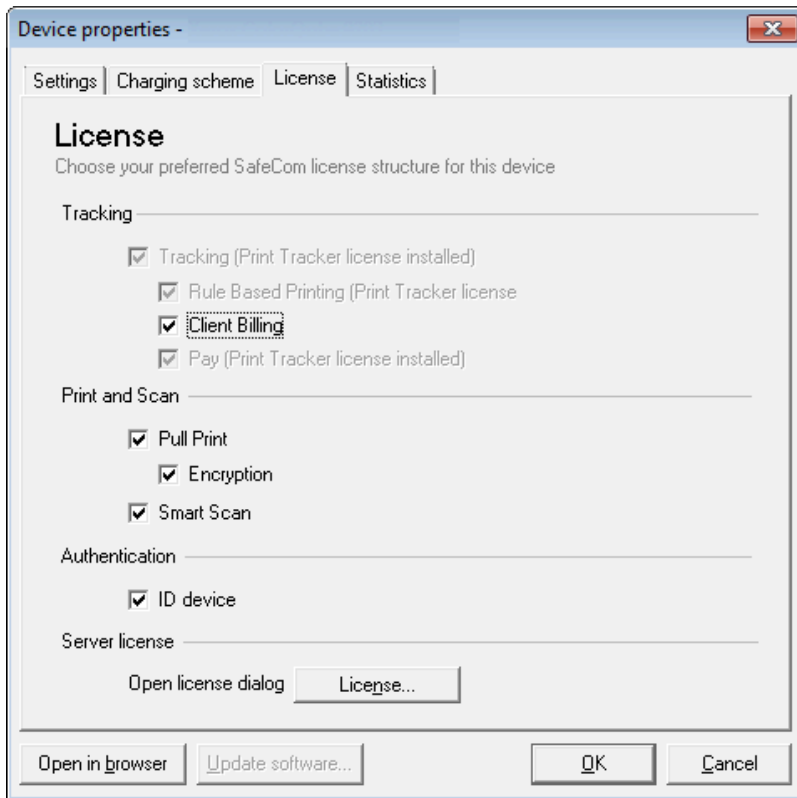 Device properties -
Settings Charging scheme License Statistics
License
Choose your preferred SafeCom license structure for this device
Tracking
Tracking (Print Tracker license installed)
Rule Based Printing (Print Tracker license
Client Billing
Pay (Print Tracker license installed)
Print and Scan
Pull Print
Encryption
Smart Scan
Authentication
ID device
Server license
Open license dialog License...
Open in browser Update software... OK Cancel